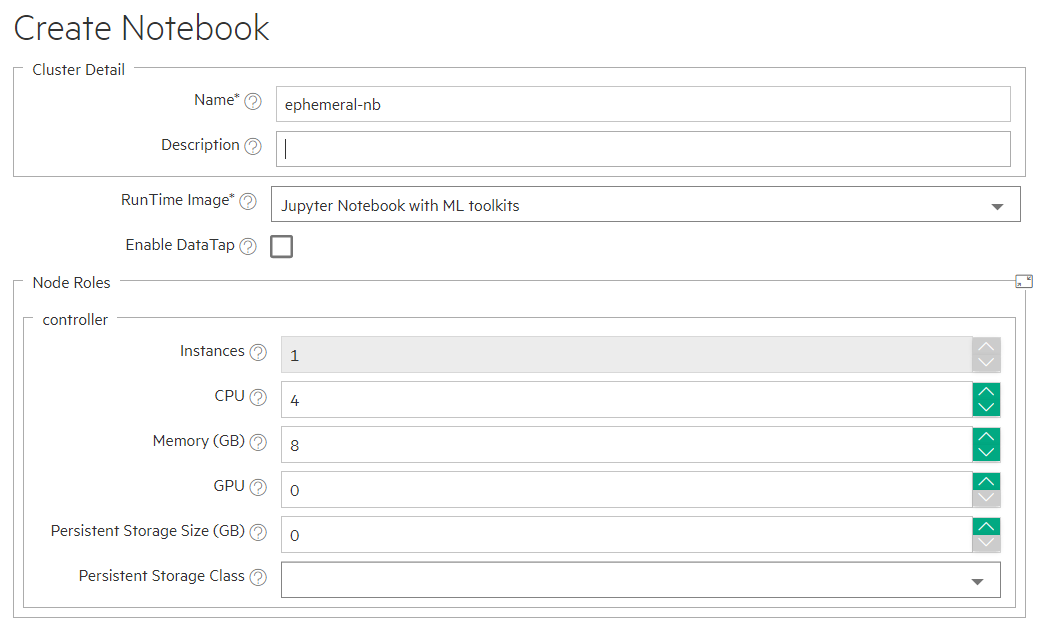 Create Notebook
Cluster Detail
Name* ? ephemeral-nb
Description ?
RunTime Image* ? Jupyter Notebook with ML toolkits
Enable DataTap ?
Node Roles
controller
Instances ? 1
CPU ? 4
Memory (GB) ? 8
GPU ? 0
Persistent Storage Size (GB) ? 0
Persistent Storage Class ?